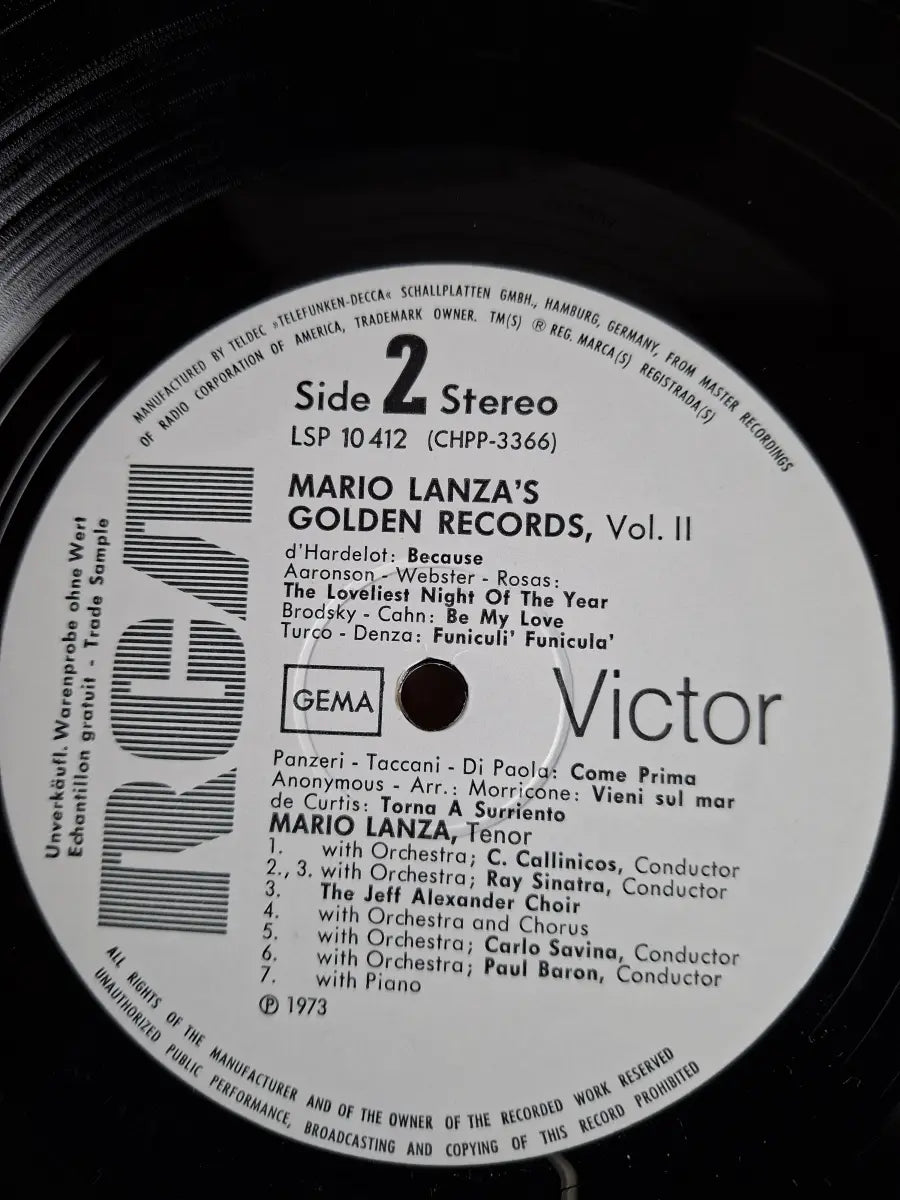 MANUFACTURED BY TELDEC »TELEFUNKEN-DECCA« SCHALLPLATTEN GMBH., HAMBURG, GERMANY, FROM MASTER RECORDINGS
OF RADIO CORPORATION OF AMERICA, TRADEMARK OWNER. TM(S) ® REG. MARCA(S) REGISTRADA(S)
Side 2 Stereo
LSP 10 412 (CHPP-3366)
MARIO LANZA'S
GOLDEN RECORDS, Vol. II
d'Hardelot: Because
Aaronson - Webster - Rosas:
The Loveliest Night Of The Year
Brodsky - Cahn: Be My Love
Turco - Denza: Funiculi' Funicula'
GEMA
Victor
Panzeri - Taccani - Di Paola: Come Prima
Anonymous - Arr.: Morricone: Vieni sul mar
de Curtis: Torna A Surriento
MARIO LANZA, Tenor
1. with Orchestra; C. Callinicos, Conductor
2., 3. with Orchestra; Ray Sinatra, Conductor
3. The Jeff Alexander Choir
4. with Orchestra and Chorus
5. with Orchestra; Carlo Savina, Conductor
6. with Orchestra; Paul Baron, Conductor
7. with Piano
℗ 1973
RCA
Unverkäufl. Warenprobe ohne Wert
Echantillon gratuit - Trade Sample
ALL RIGHTS OF THE MANUFACTURER AND OF THE OWNER OF THE RECORDED WORK RESERVED
UNAUTHORIZED PUBLIC PERFORMANCE, BROADCASTING AND COPYING OF THIS RECORD PROHIBITED